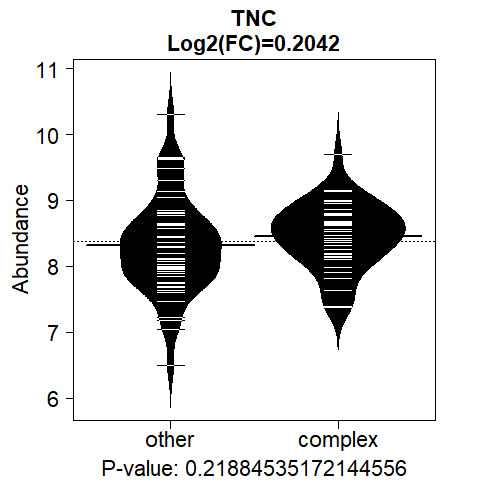 TNC
Log2(FC)=0.2042
11
10
9
8
7
6
Abundance
other complex
P-value: 0.21884535172144556